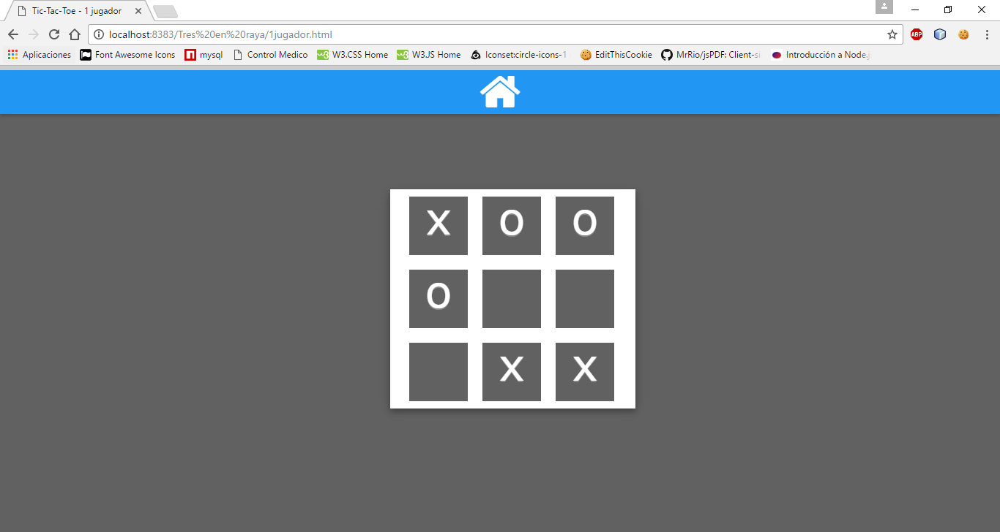 Tic-Tac-Toe - 1 jugador
localhost:8383/Tres%20en%20raya/1jugador.html
ABP
Aplicaciones Font Awesome Icons mysql Control Medico W3.CSS Home W3.JS Home Iconset:circle-icons-1 EditThisCookie MrRio/jsPDF: Client-si Introducción a Node.j
X O O
O
X X